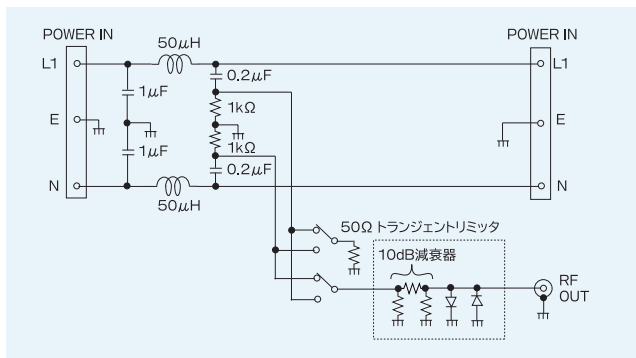 POWER IN
POWER IN
50μH
L1
L1
0.2μF
1μF
1kΩ
E
E
1kΩ
1μF
0.2μF
N
N
50μH
50Ω トランジェントリミッタ
10dB減衰器
RF
OUT